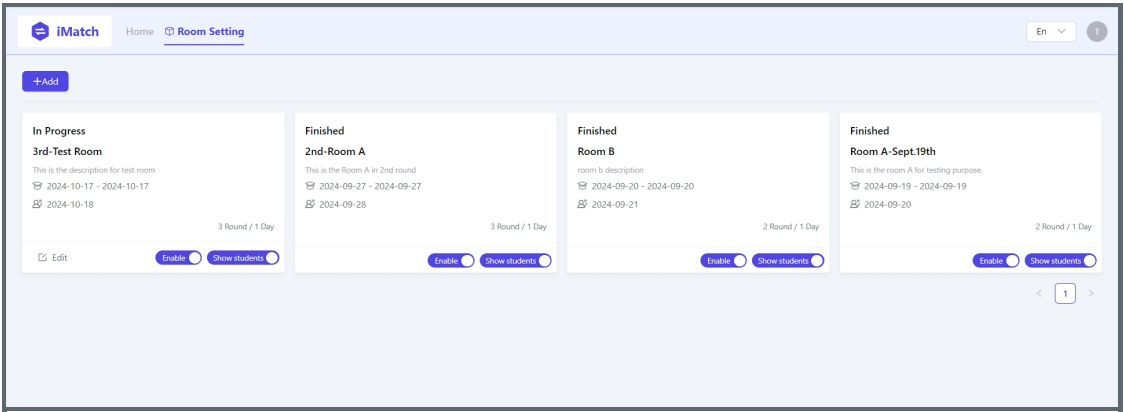 iMatch Home Room Setting En T
+Add
In Progress
3rd-Test Room
This is the description for test room
2024-10-17 - 2024-10-17
2024-10-18
3 Round / 1 Day
Edit Enable Show students
Finished
2nd-Room A
This is the Room A in 2nd round
2024-09-27 - 2024-09-27
2024-09-28
3 Round / 1 Day
Enable Show students
Finished
Room B
room b description
2024-09-20 - 2024-09-20
2024-09-21
2 Round / 1 Day
Enable Show students
Finished
Room A-Sept.19th
This is the room A for testing purpose.
2024-09-19 - 2024-09-19
2024-09-20
2 Round / 1 Day
Enable Show students
< 1 >